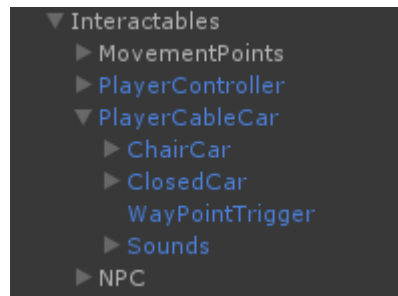 Interactables
MovementPoints
PlayerController
PlayerCableCar
ChairCar
ClosedCar
WayPointTrigger
Sounds
NPC